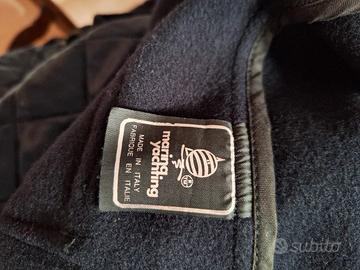 marina
yachting
MADE IN ITALY
FABRIQUE EN ITALIE
subito